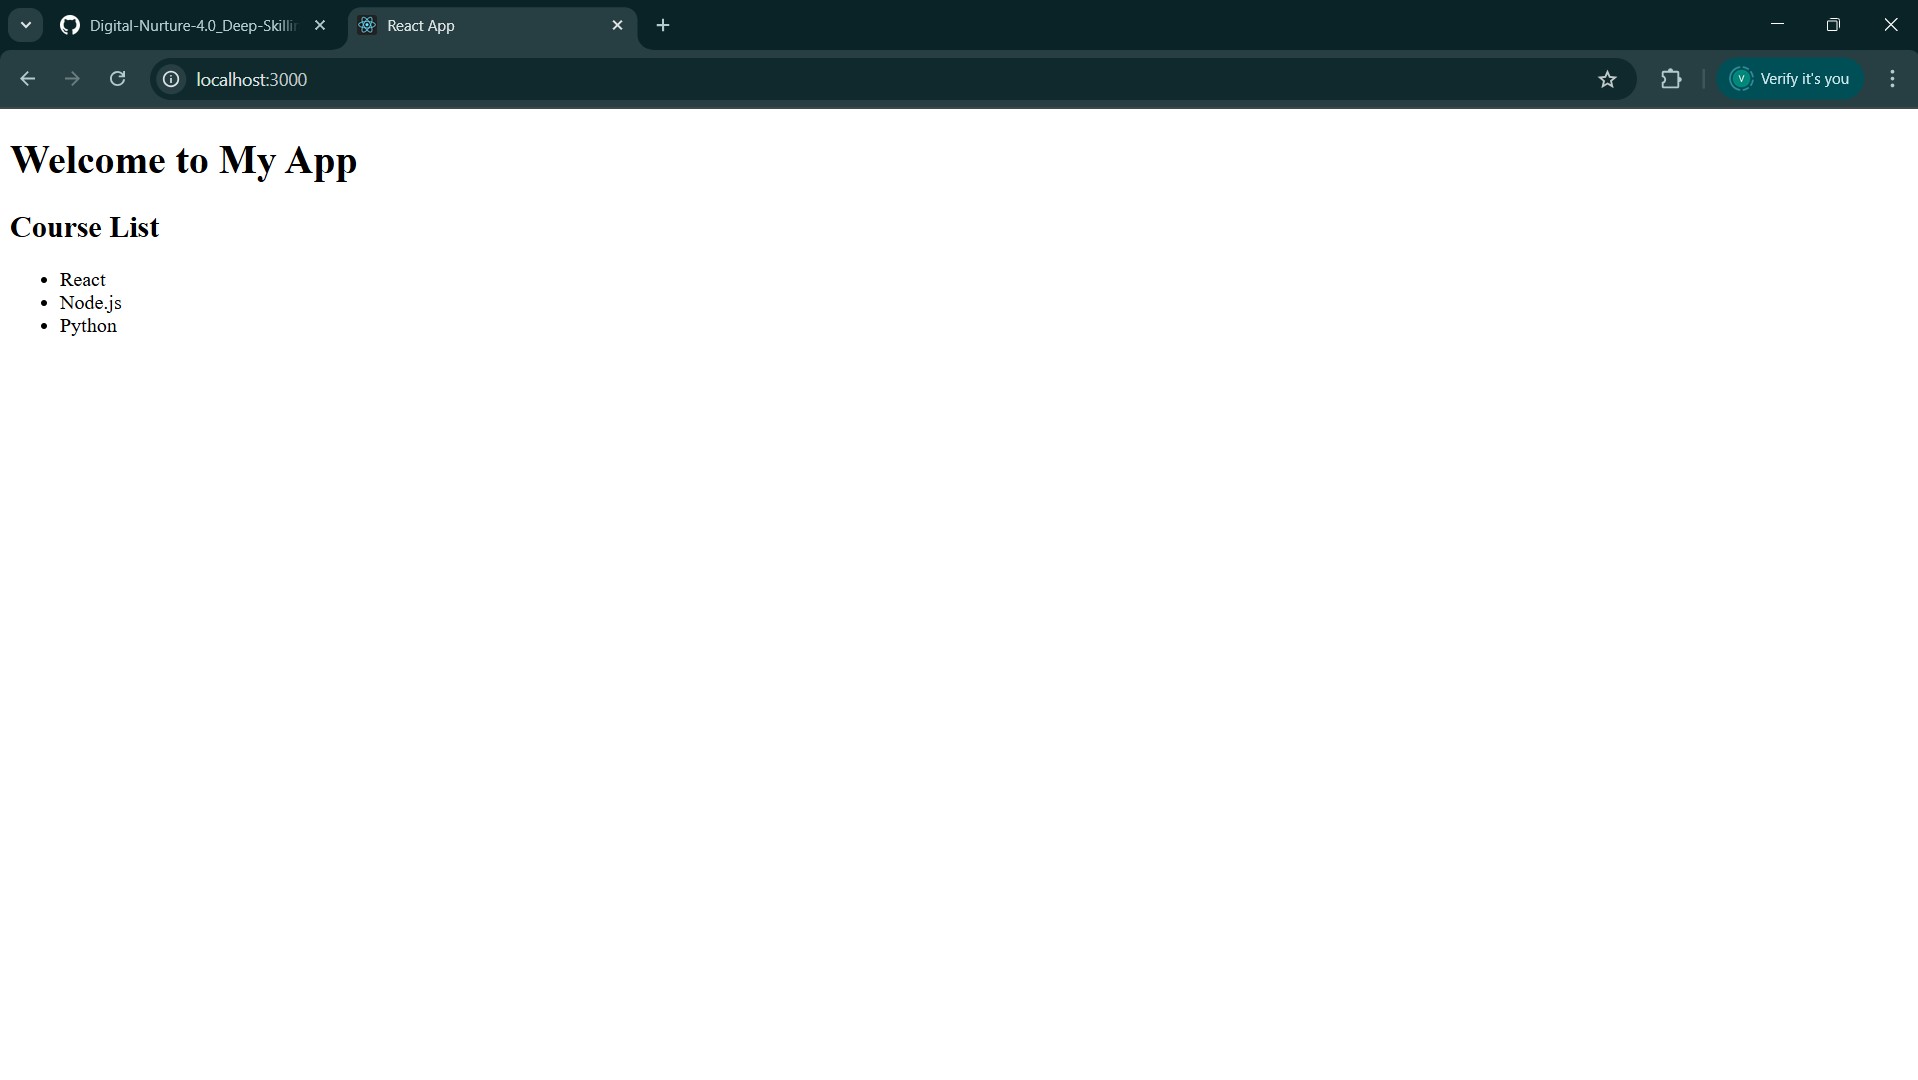 Digital-Nurture-4.0_Deep-Skillin
React App
localhost:3000
V
Verify it's you
Welcome to My App
Course List
React
Node.js
Python